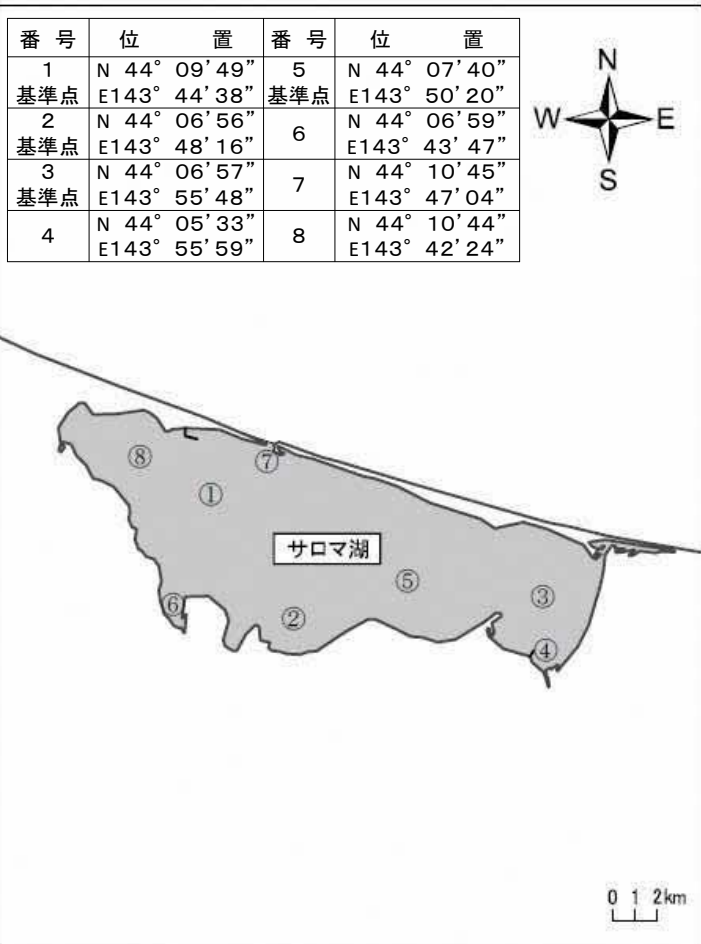 番 号 位 置 番 号 位 置
1 N 44° 09'49” 5 N 44° 07'40”
基準点 E143° 44'38” 基準点 E143° 50'20”
2 N 44° 06'56” 6 N 44° 06'59”
基準点 E143° 48'16” E143° 43'47”
3 N 44° 06'57” 7 N 44° 10'45”
基準点 E143° 55'48” E143° 47'04”
4 N 44° 05'33” 8 N 44° 10'44”
E143° 55'59” E143° 42'24”
N
W E
S
⑧ ⑦
①
サロマ湖
⑤ ③
⑥ ②
④
0 1 2km